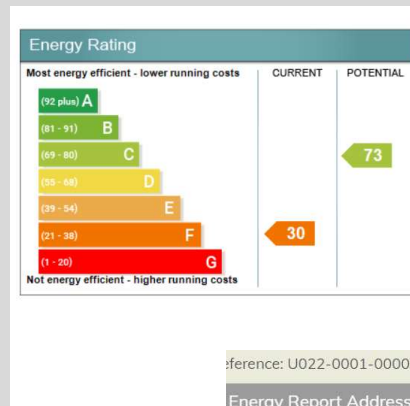 Energy Rating
Most energy efficient - lower running costs CURRENT POTENTIAL
(92 plus) A
(81 - 91) B
(69 - 80) C
73
(55 - 68) D
(39 - 54) E
(21 - 38) F
30
(1 - 20) G
Not energy efficient - higher running costs
eference: U022-0001-0000
Energy Report Address